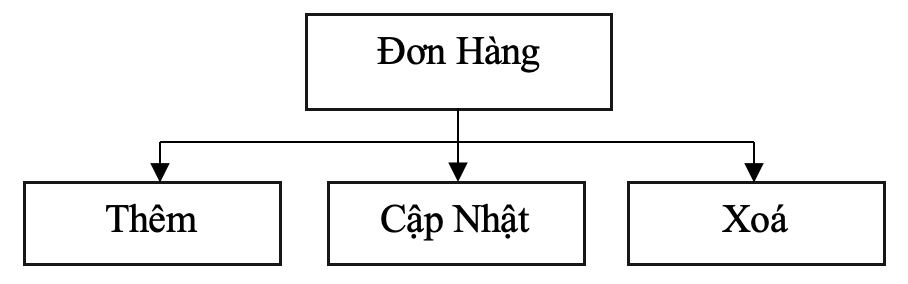 Đơn Hàng
Thêm
Cập Nhật
Xoá